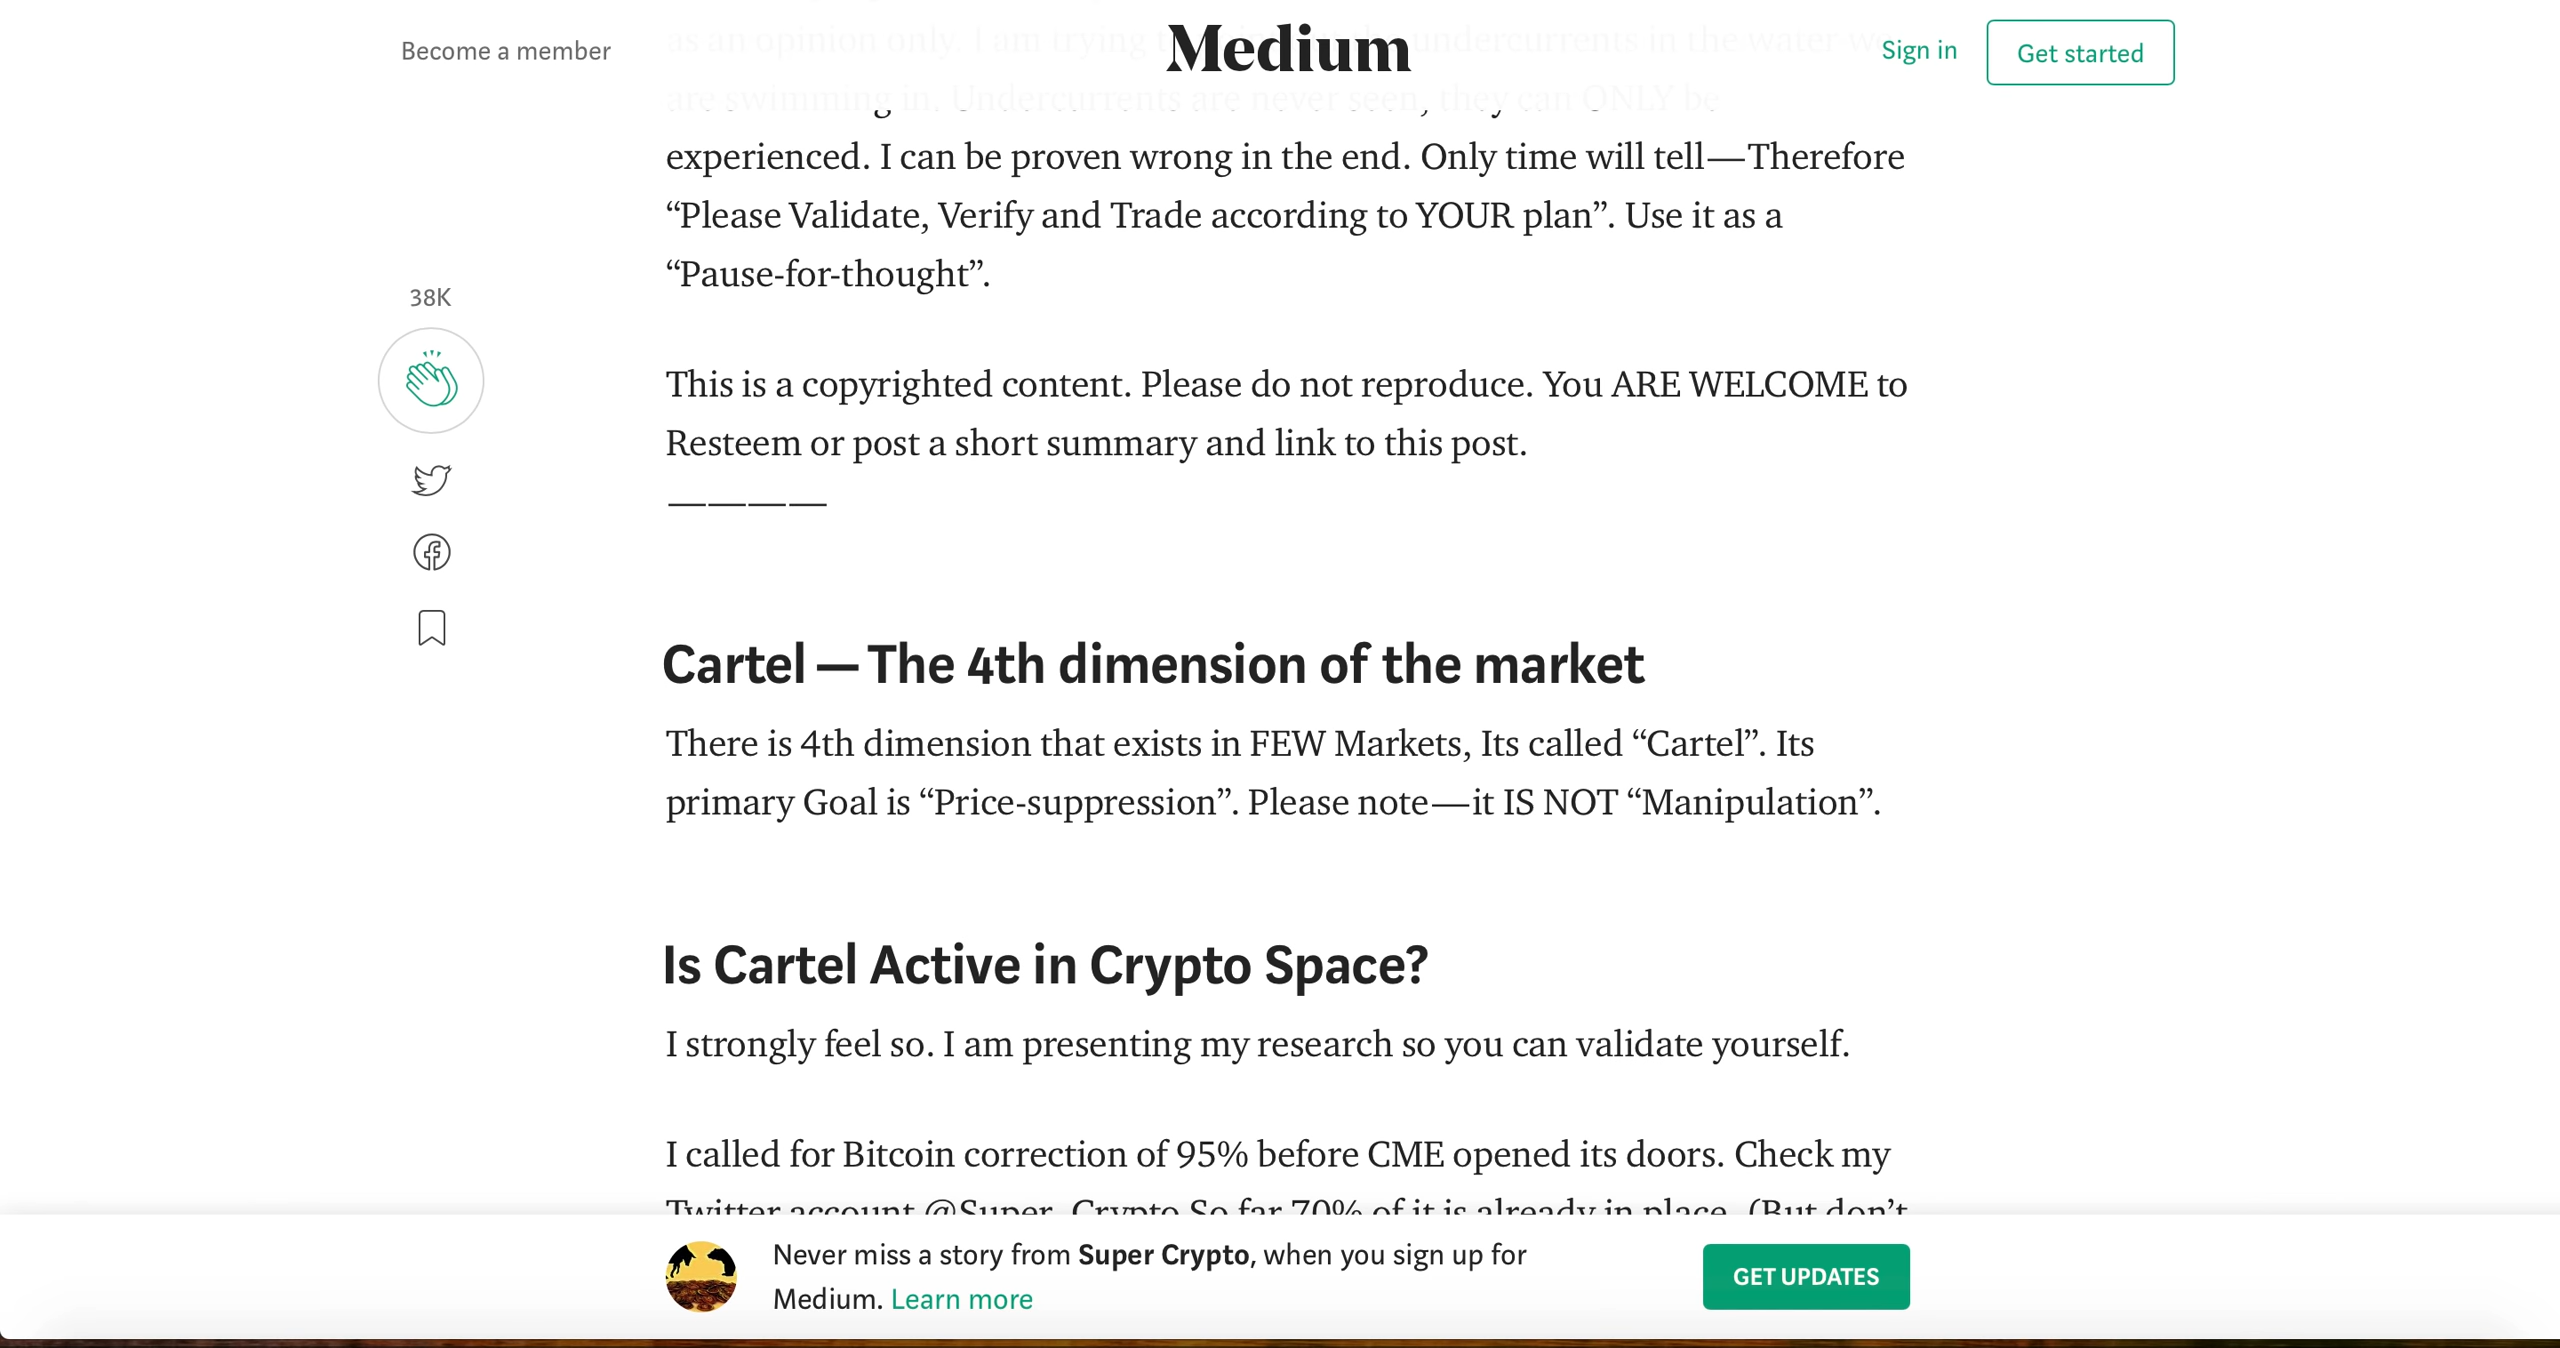 Become a member
Medium
Sign in
Get started
as an opinion only. I am trying undercurrents in the water
are swimming in. Undercurrents are never seen, they can ONLY be
experienced. I can be proven wrong in the end. Only time will tell — Therefore
“Please Validate, Verify and Trade according to YOUR plan”. Use it as a
“Pause-for-thought”.
38K
This is a copyrighted content. Please do not reproduce. You ARE WELCOME to
Resteem or post a short summary and link to this post.
————
Cartel — The 4th dimension of the market
There is 4th dimension that exists in FEW Markets, Its called “Cartel”. Its
primary Goal is “Price-suppression”. Please note — it IS NOT “Manipulation”.
Is Cartel Active in Crypto Space?
I strongly feel so. I am presenting my research so you can validate yourself.
I called for Bitcoin correction of 95% before CME opened its doors. Check my
Twitter account @Super_Crypto So far 70% of it is already in place. (But don’t
Never miss a story from Super Crypto, when you sign up for
Medium. Learn more
GET UPDATES